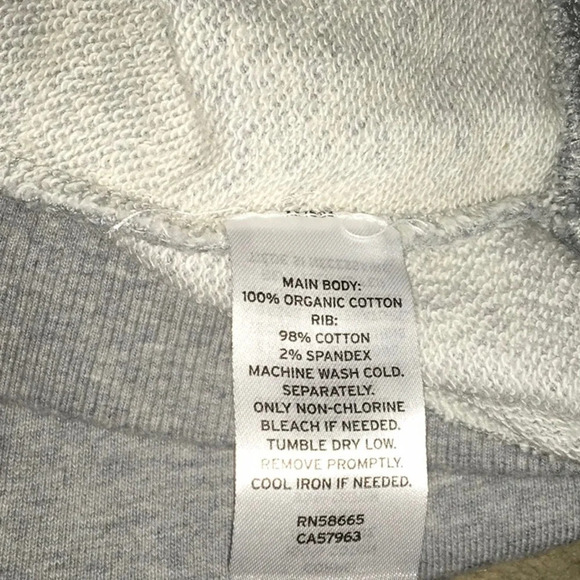 MAIN BODY:
100% ORGANIC COTTON
RIB:
98% COTTON
2% SPANDEX
MACHINE WASH COLD.
SEPARATELY.
ONLY NON-CHLORINE
BLEACH IF NEEDED.
TUMBLE DRY LOW.
REMOVE PROMPTLY.
COOL IRON IF NEEDED.
RN58665
CA57963